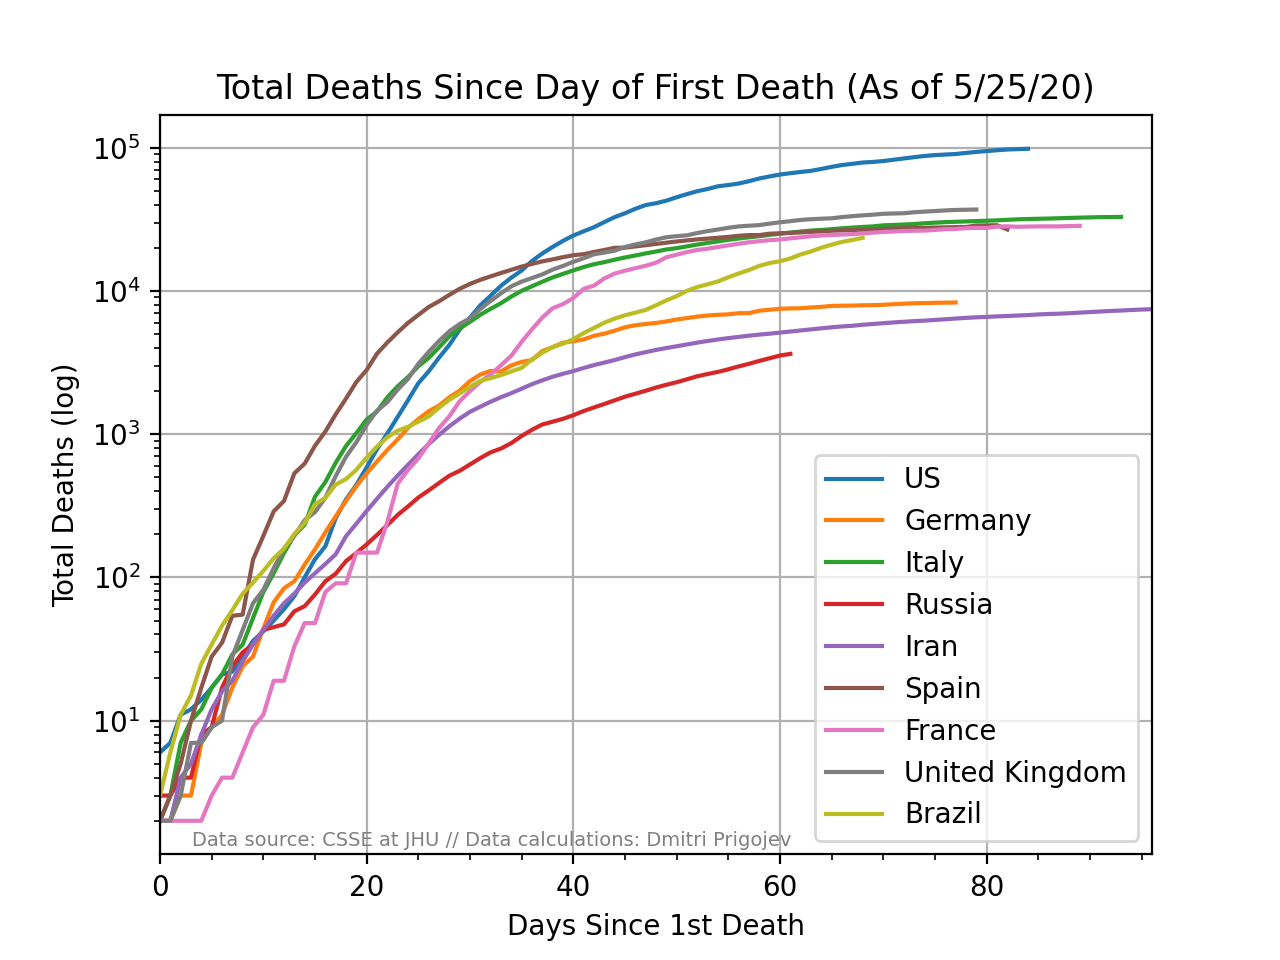 Total Deaths Since Day of First Death (As of 5/25/20)
Total Deaths (log)
10^5
10^4
10^3
10^2
10^1
US
Germany
Italy
Russia
Iran
Spain
France
United Kingdom
Brazil
Data source: CSSE at JHU // Data calculations: Dmitri Prigojev
0 20 40 60 80
Days Since 1st Death